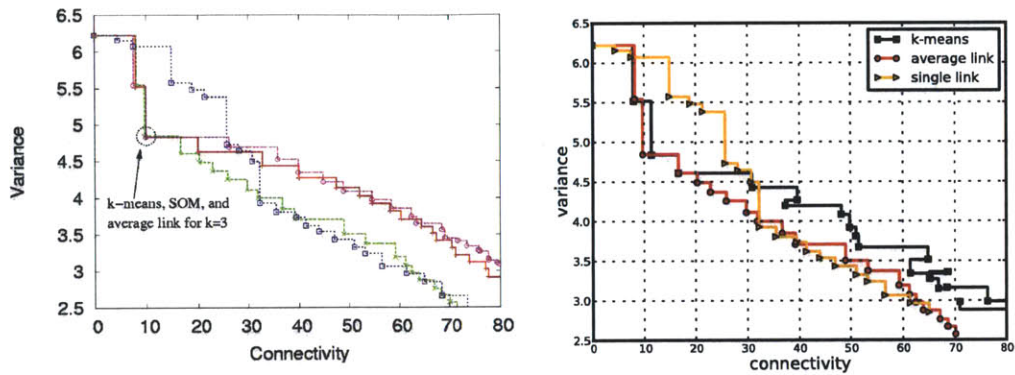 6.5
6
5.5
5
4.5
4
3.5
3
2.5
Variance
k−means, SOM, and
average link for k=3
0 10 20 30 40 50 60 70 80
Connectivity
6.5
6.0
5.5
5.0
4.5
4.0
3.5
3.0
2.5
variance
k-means
average link
single link
0 10 20 30 40 50 60 70 80
connectivity